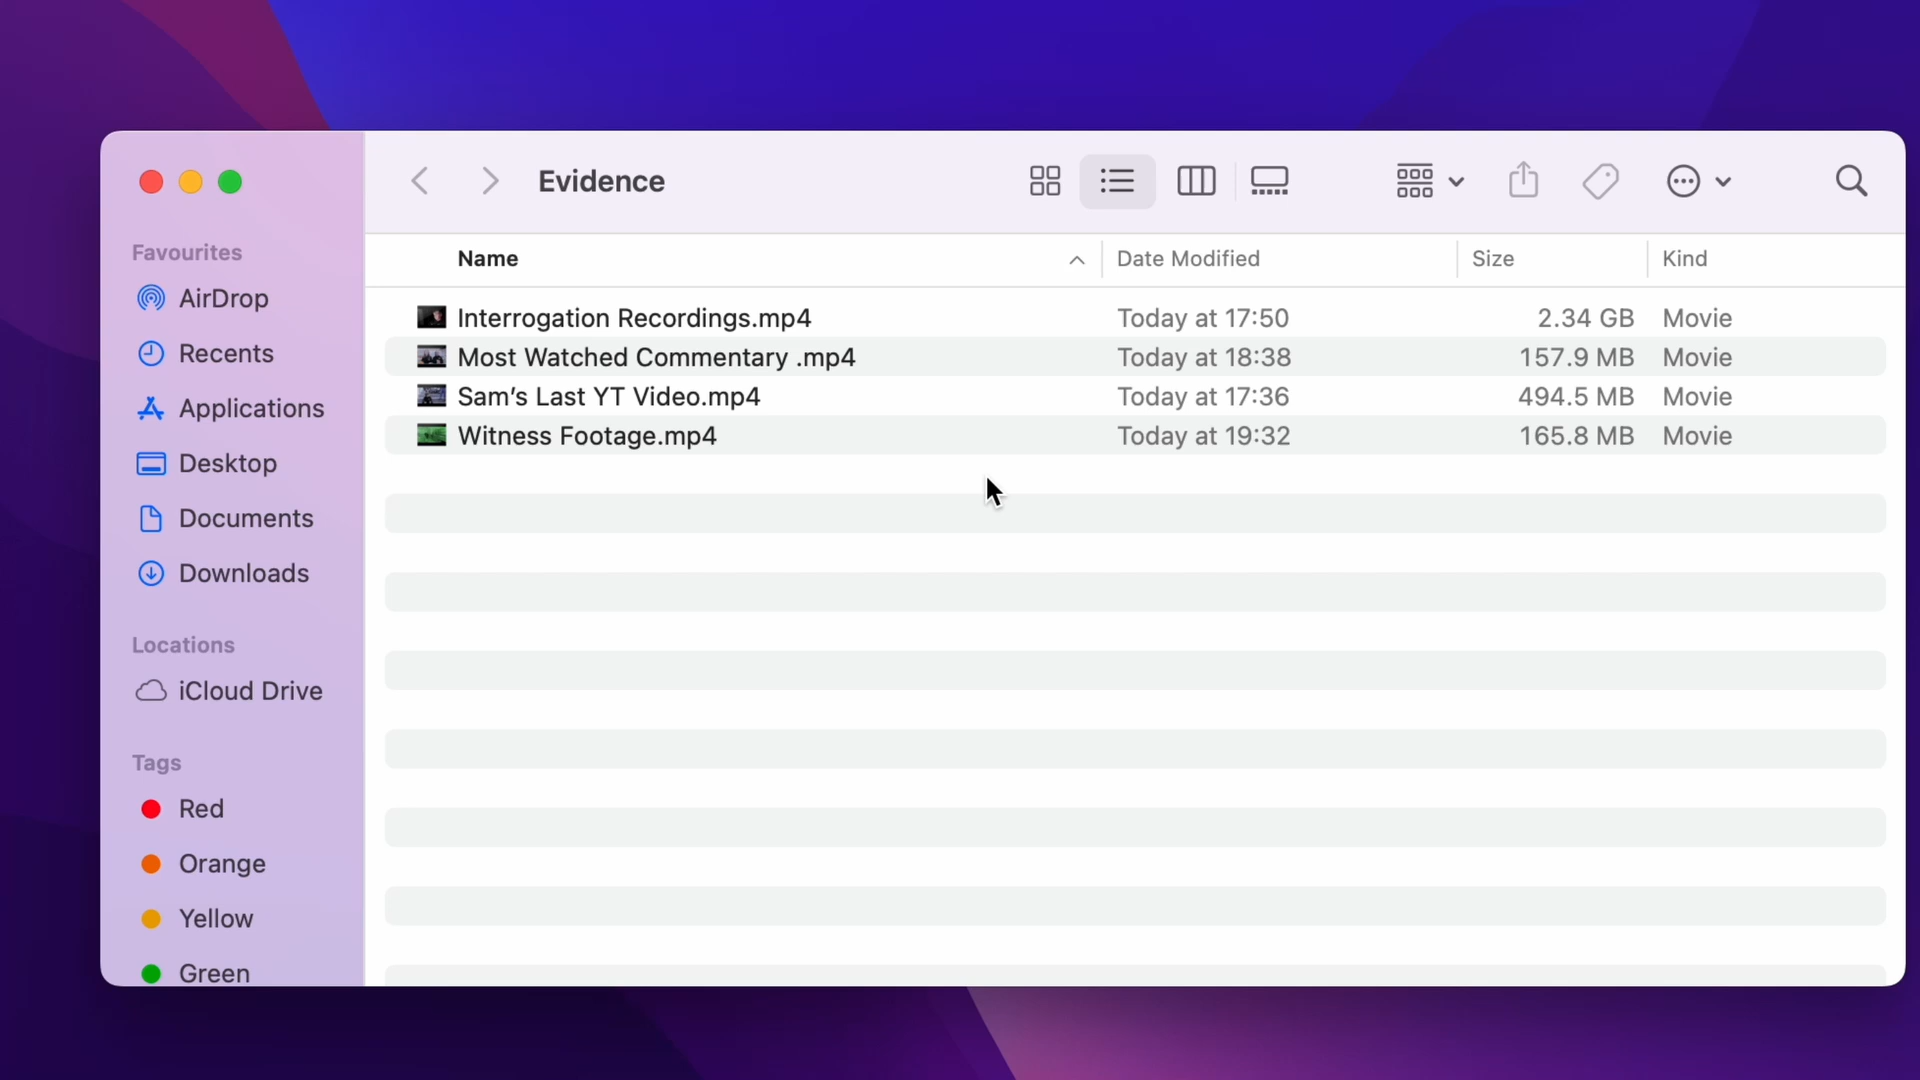 Evidence
Favourites
AirDrop
Recents
Applications
Desktop
Documents
Downloads
Locations
iCloud Drive
Tags
Red
Orange
Yellow
Green
Name Date Modified Size Kind
Interrogation Recordings.mp4 Today at 17:50 2.34 GB Movie
Most Watched Commentary .mp4 Today at 18:38 157.9 MB Movie
Sam’s Last YT Video.mp4 Today at 17:36 494.5 MB Movie
Witness Footage.mp4 Today at 19:32 165.8 MB Movie